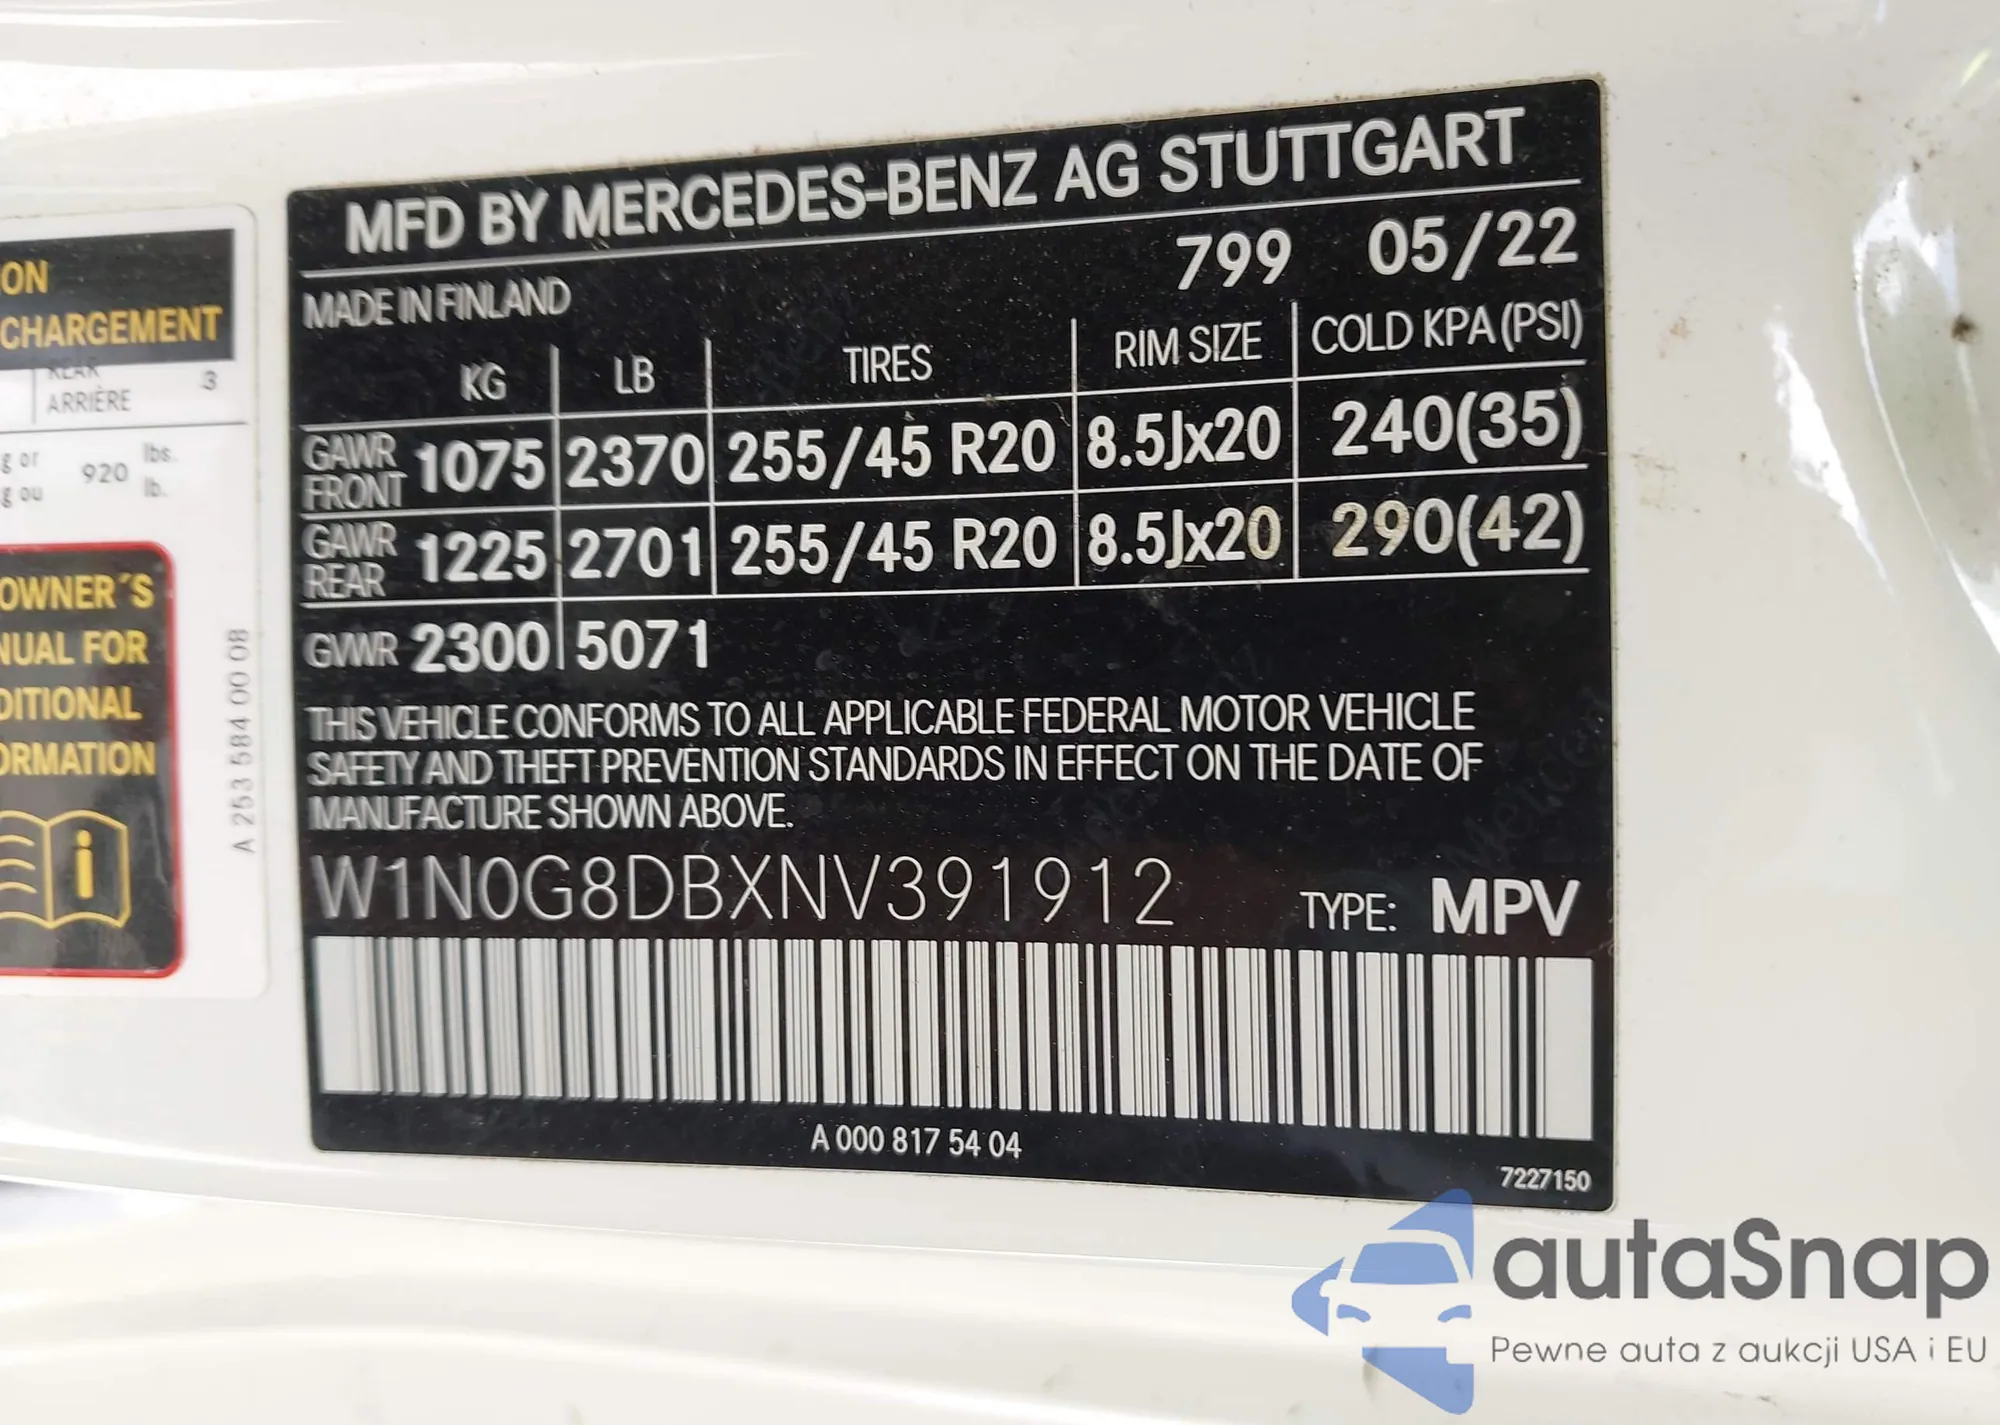 MFD BY MERCEDES-BENZ AG STUTTGART
799 05/22
MADE IN FINLAND
KG LB TIRES RIM SIZE COLD KPA (PSI)
GAWR FRONT 1075 2370 255/45 R20 8.5Jx20 240(35)
GAWR REAR 1225 2701 255/45 R20 8.5Jx20 290(42)
GVWR 2300 5071
THIS VEHICLE CONFORMS TO ALL APPLICABLE FEDERAL MOTOR VEHICLE
SAFETY AND THEFT PREVENTION STANDARDS IN EFFECT ON THE DATE OF
MANUFACTURE SHOWN ABOVE.
W1N0G8DBXNV391912 TYPE: MPV
A 000 817 54 04
7227150
ON
CHARGEMENT
REAR
ARRIÈRE 3
g or 920 lbs.
g ou lb.
OWNER´S
NUAL FOR
DITIONAL
ORMATION
i
A 253 584 00 08
autaSnap
Pewne auta z aukcji USA i EU